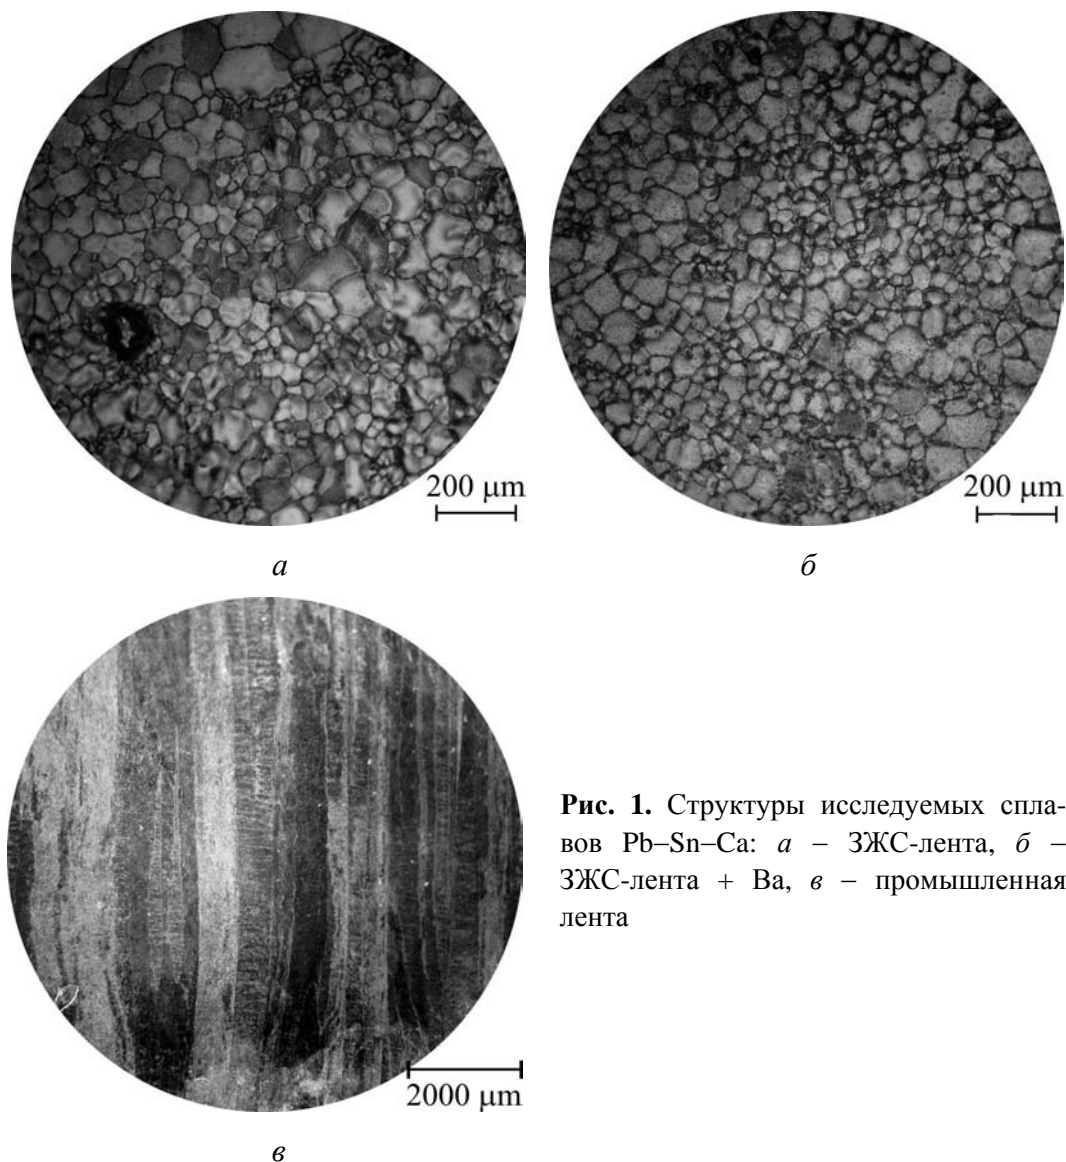 200 μm
200 μm
а
б
Рис. 1. Структуры исследуемых спла-
вов Pb–Sn–Ca: а – ЗЖС-лента, б –
ЗЖС-лента + Ba, в – промышленная
лента
2000 μm
в